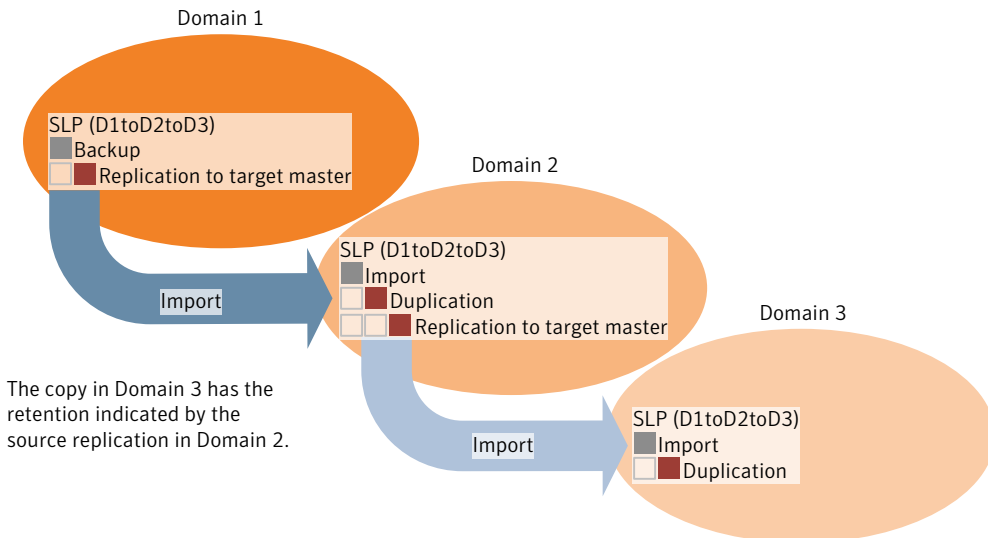 Domain 1
SLP (D1toD2toD3)
Backup
Replication to target master
Import
Domain 2
SLP (D1toD2toD3)
Import
Duplication
Replication to target master
Import
Domain 3
SLP (D1toD2toD3)
Import
Duplication
The copy in Domain 3 has the
retention indicated by the
source replication in Domain 2.